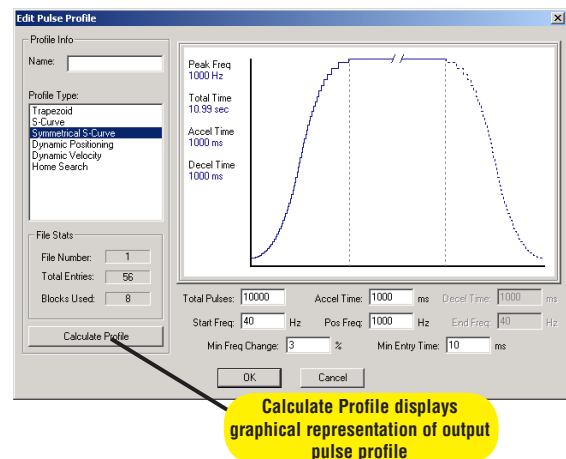 Edit Pulse Profile
Profile Info
Name:
Profile Type:
Trapezoid
S-Curve
Symmetrical S-Curve
Dynamic Positioning
Dynamic Velocity
Home Search
File Stats
File Number: 1
Total Entries: 56
Blocks Used: 8
Calculate Profile
Peak Freq
1000 Hz
Total Time
10.99 sec
Accel Time
1000 ms
Decel Time
1000 ms
Total Pulses: 10000 Accel Time: 1000 ms Decel Time: 1000 ms
Start Freq: 40 Hz Pos Freq: 1000 Hz End Freq: 40 Hz
Min Freq Change: 3 % Min Entry Time: 10 ms
OK Cancel
Calculate Profile displays
graphical representation of output
pulse profile